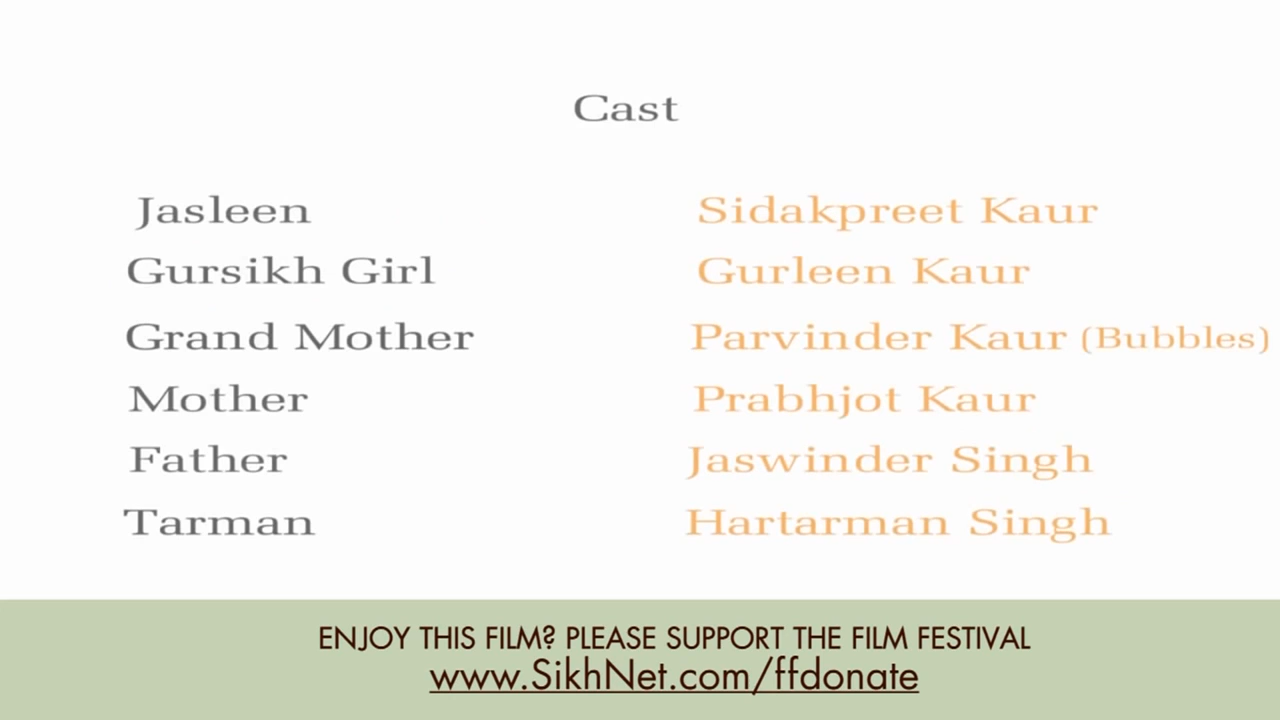 Cast
Jasleen Sidakpreet Kaur
Gursikh Girl Gurleen Kaur
Grand Mother Parvinder Kaur (Bubbles)
Mother Prabhjot Kaur
Father Jaswinder Singh
Tarman Hartarman Singh
ENJOY THIS FILM? PLEASE SUPPORT THE FILM FESTIVAL
www.SikhNet.com/ffdonate